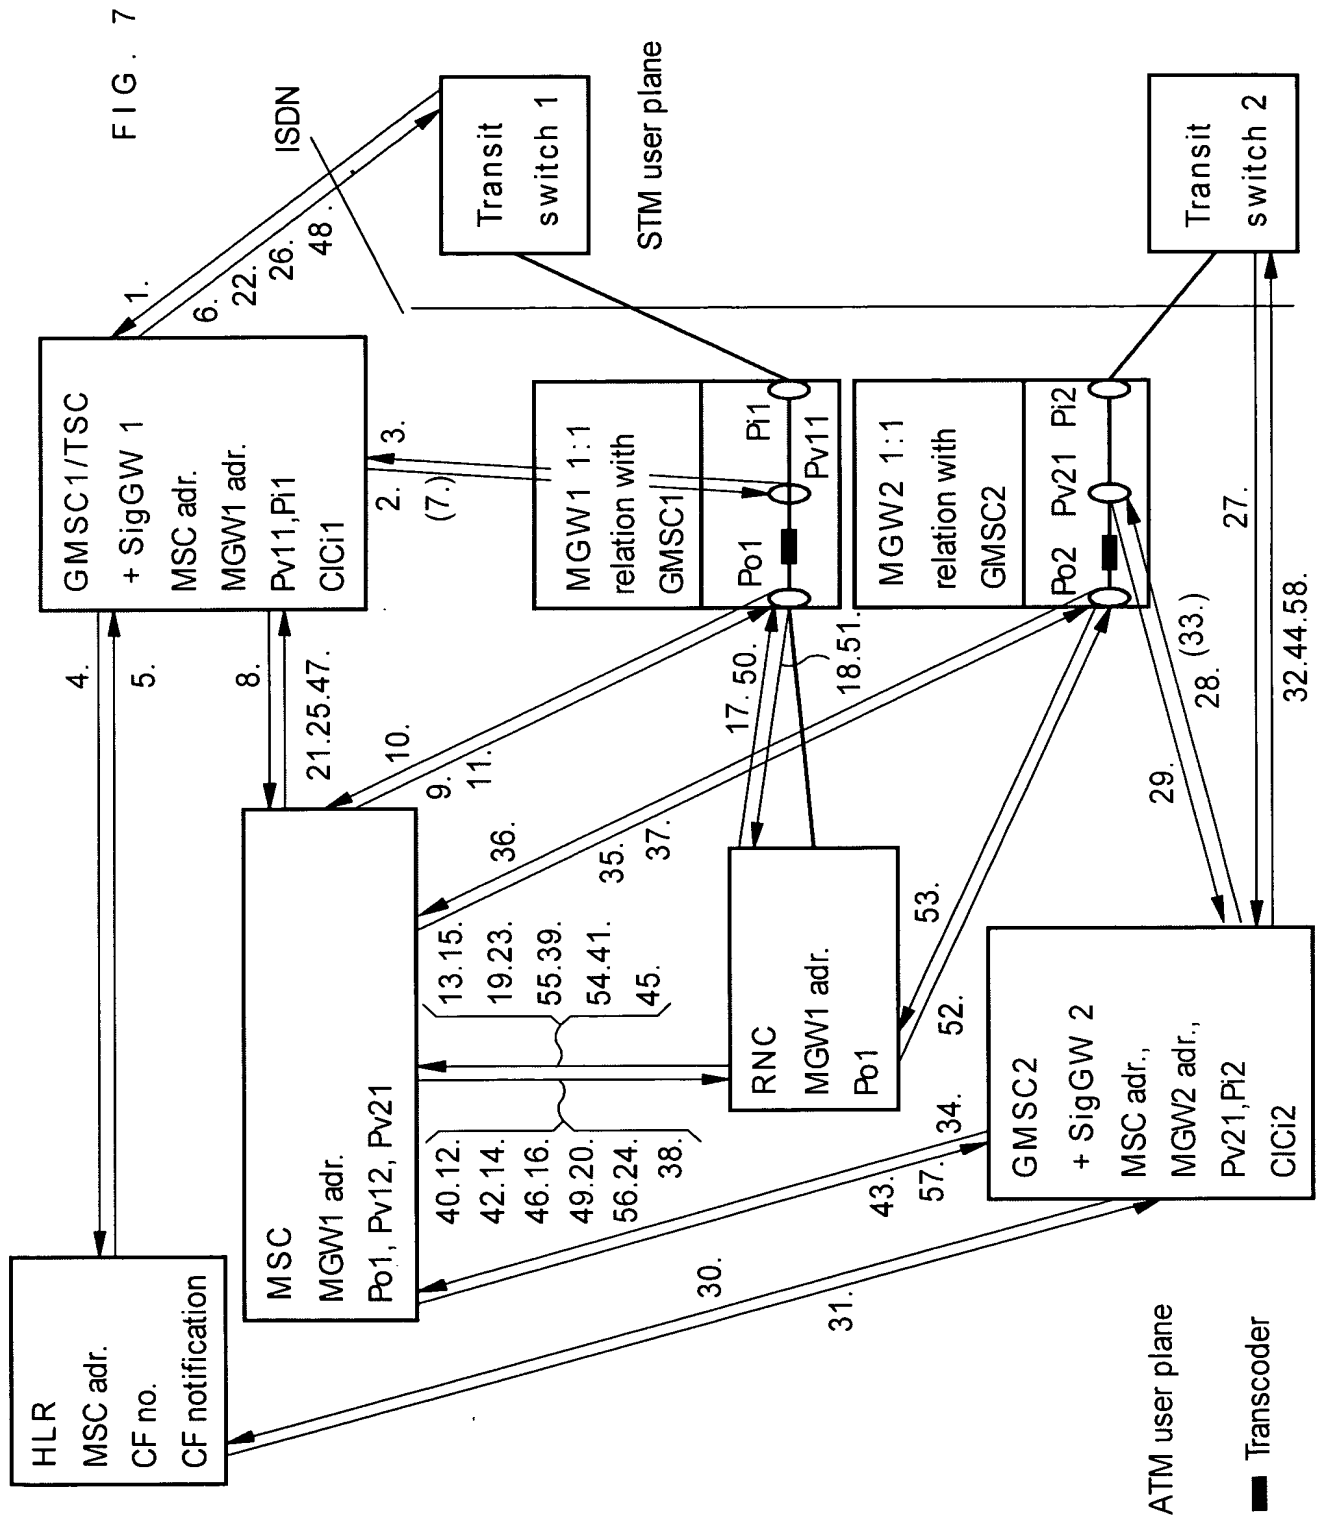 FIG. 7
HLR
MSC adr.
CF no.
CF notification
4.
5.
GMSC1/TSC
+ SigGW 1
MSC adr.
MGW1 adr.
Pv11,Pi1
CICi1
1.
6.
22.
26.
48.
ISDN
Transit
switch 1
STM user plane
8.
21.25.47.
2.
(7.)
3.
MSC
MGW1 adr.
Po1, Pv12, Pv21
10.
9.
11.
36.
35.
37.
MGW1 1:1
relation with
GMSC1
Po1
Pi1
Pv11
13.15.
19.23.
55.39.
54.41.
45.
40.12.
42.14.
46.16.
49.20.
56.24.
38.
17. 50.
18.51.
RNC
MGW1 adr.
Po1
MGW2 1:1
relation with
GMSC2
Po2 Pv21 Pi2
53.
52.
30.
31.
43.
57.
34.
GMSC2
+ SigGW 2
MSC adr.,
MGW2 adr.,
Pv21,Pi2
CICi2
29.
28.
(33.)
27.
32.44.58.
Transit
switch 2
ATM user plane
Transcoder